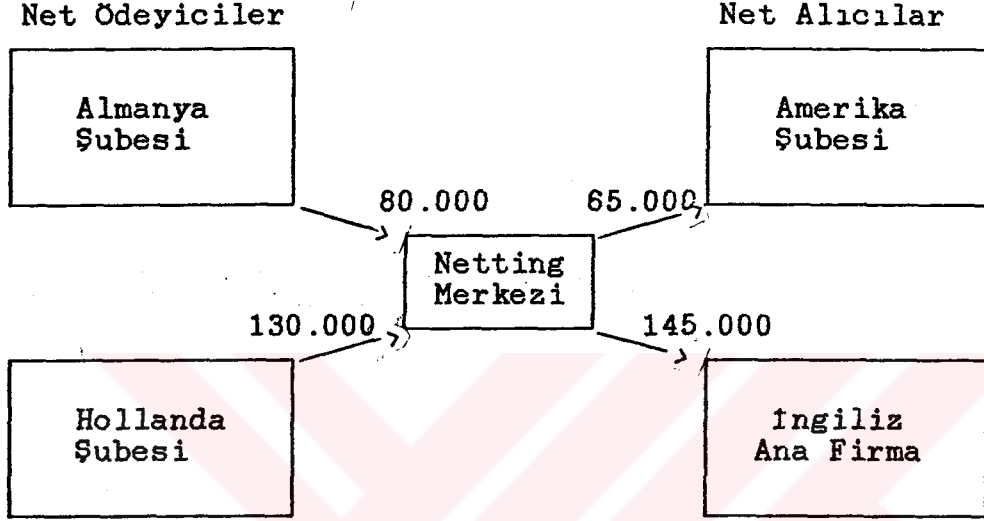 Net Ödeyiciler
Net Alıcılar
Almanya
Şubesi
Amerika
Şubesi
80.000
65.000
Netting
Merkezi
130.000
145.000
Hollanda
Şubesi
İngiliz
Ana Firma